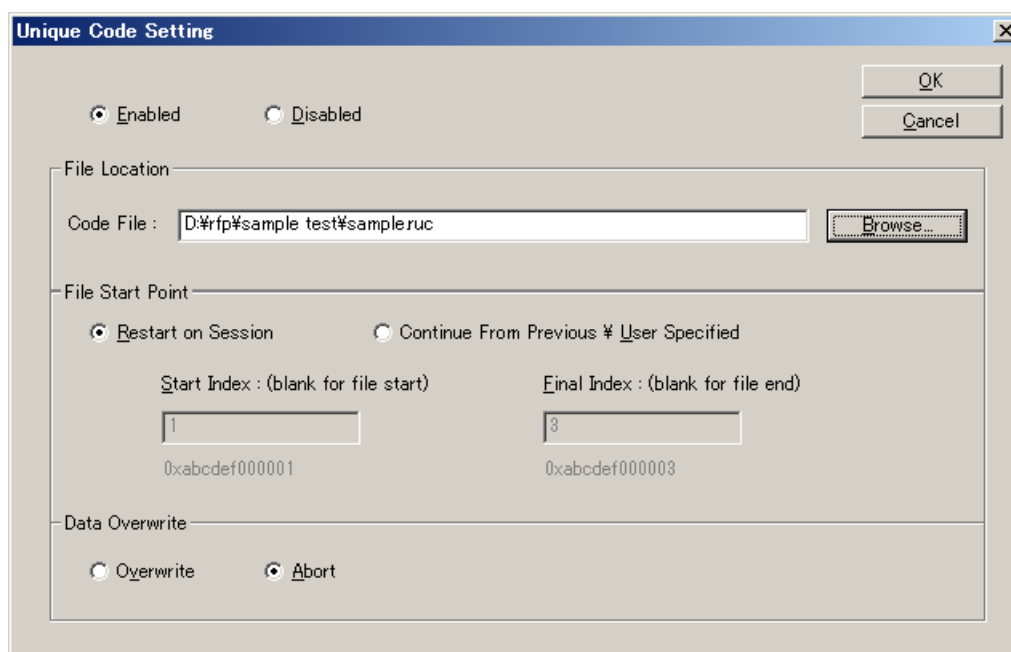 Unique Code Setting
OK
Enabled Disabled
Cancel
File Location
Code File : D:¥rfp¥sample test¥sample.ruc Browse...
File Start Point
Restart on Session Continue From Previous ¥ User Specified
Start Index : (blank for file start) Final Index : (blank for file end)
1 3
0xabcdef000001 0xabcdef000003
Data Overwrite
Overwrite Abort